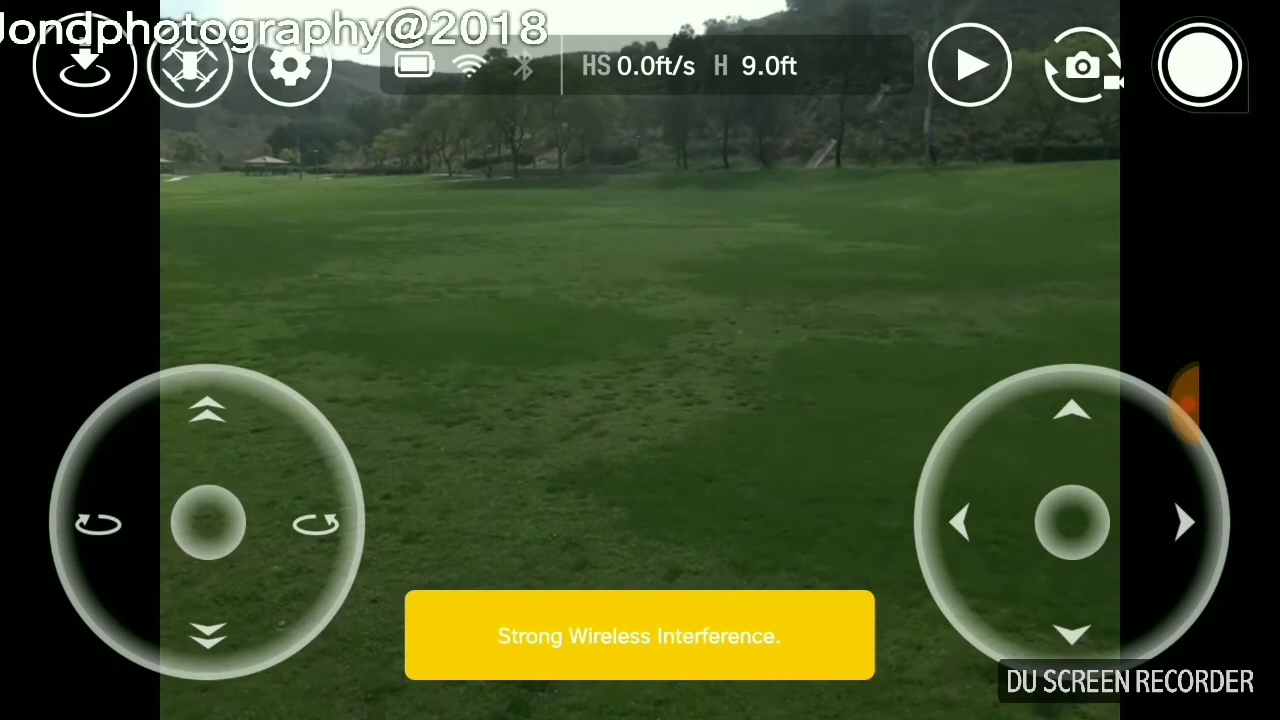 Jondphotography@2018
HS 0.0ft/s H 9.0ft
Strong Wireless Interference.
DU SCREEN RECORDER